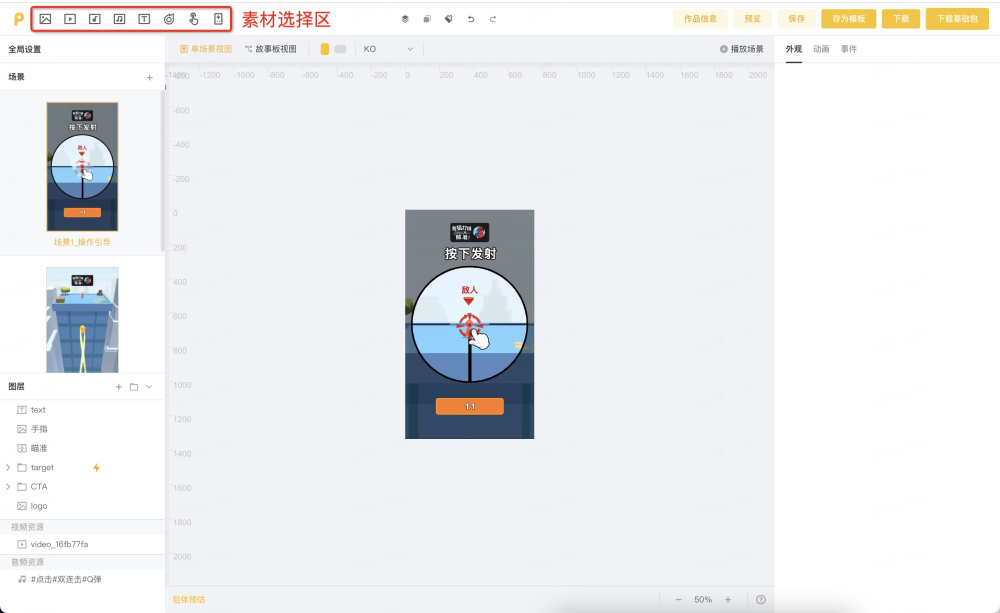 素材选择区
作品信息
预览
保存
存为模板
下载
下载基础包
全局设置
单场景视图
故事板视图
KO
播放场景
外观
动画
事件
场景
-1200 -1000 -800 -600 -400 -200 0 200 400 600 800 1000 1200 1400 1600 1800 2000
-600
-400
-200
0
200
400
600
800
1000
1200
1400
1600
1800
2000
按下发射
敌人
11
场景1_操作引导
按下发射
敌人
11
图层
text
手指
瞄准
target
CTA
logo
视频资源
video_16fb77fa
音频资源
#点击#双连击#Q弹
包体预估
50%